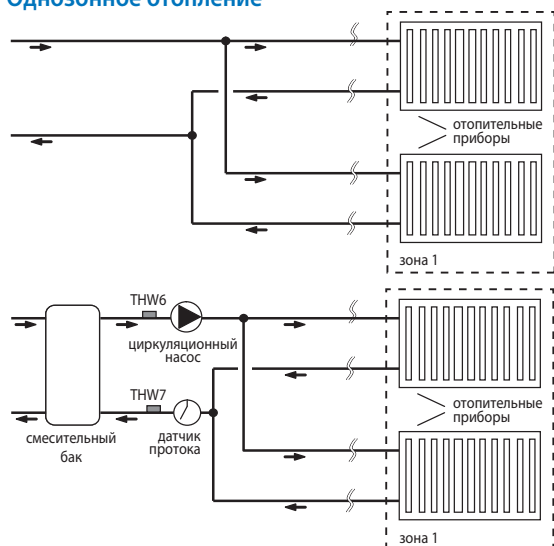 Однозонное отопление
отопительные
приборы
зона 1
THW6
циркуляционный
насос
THW7
смесительный
бак
датчик
протока
отопительные
приборы
зона 1